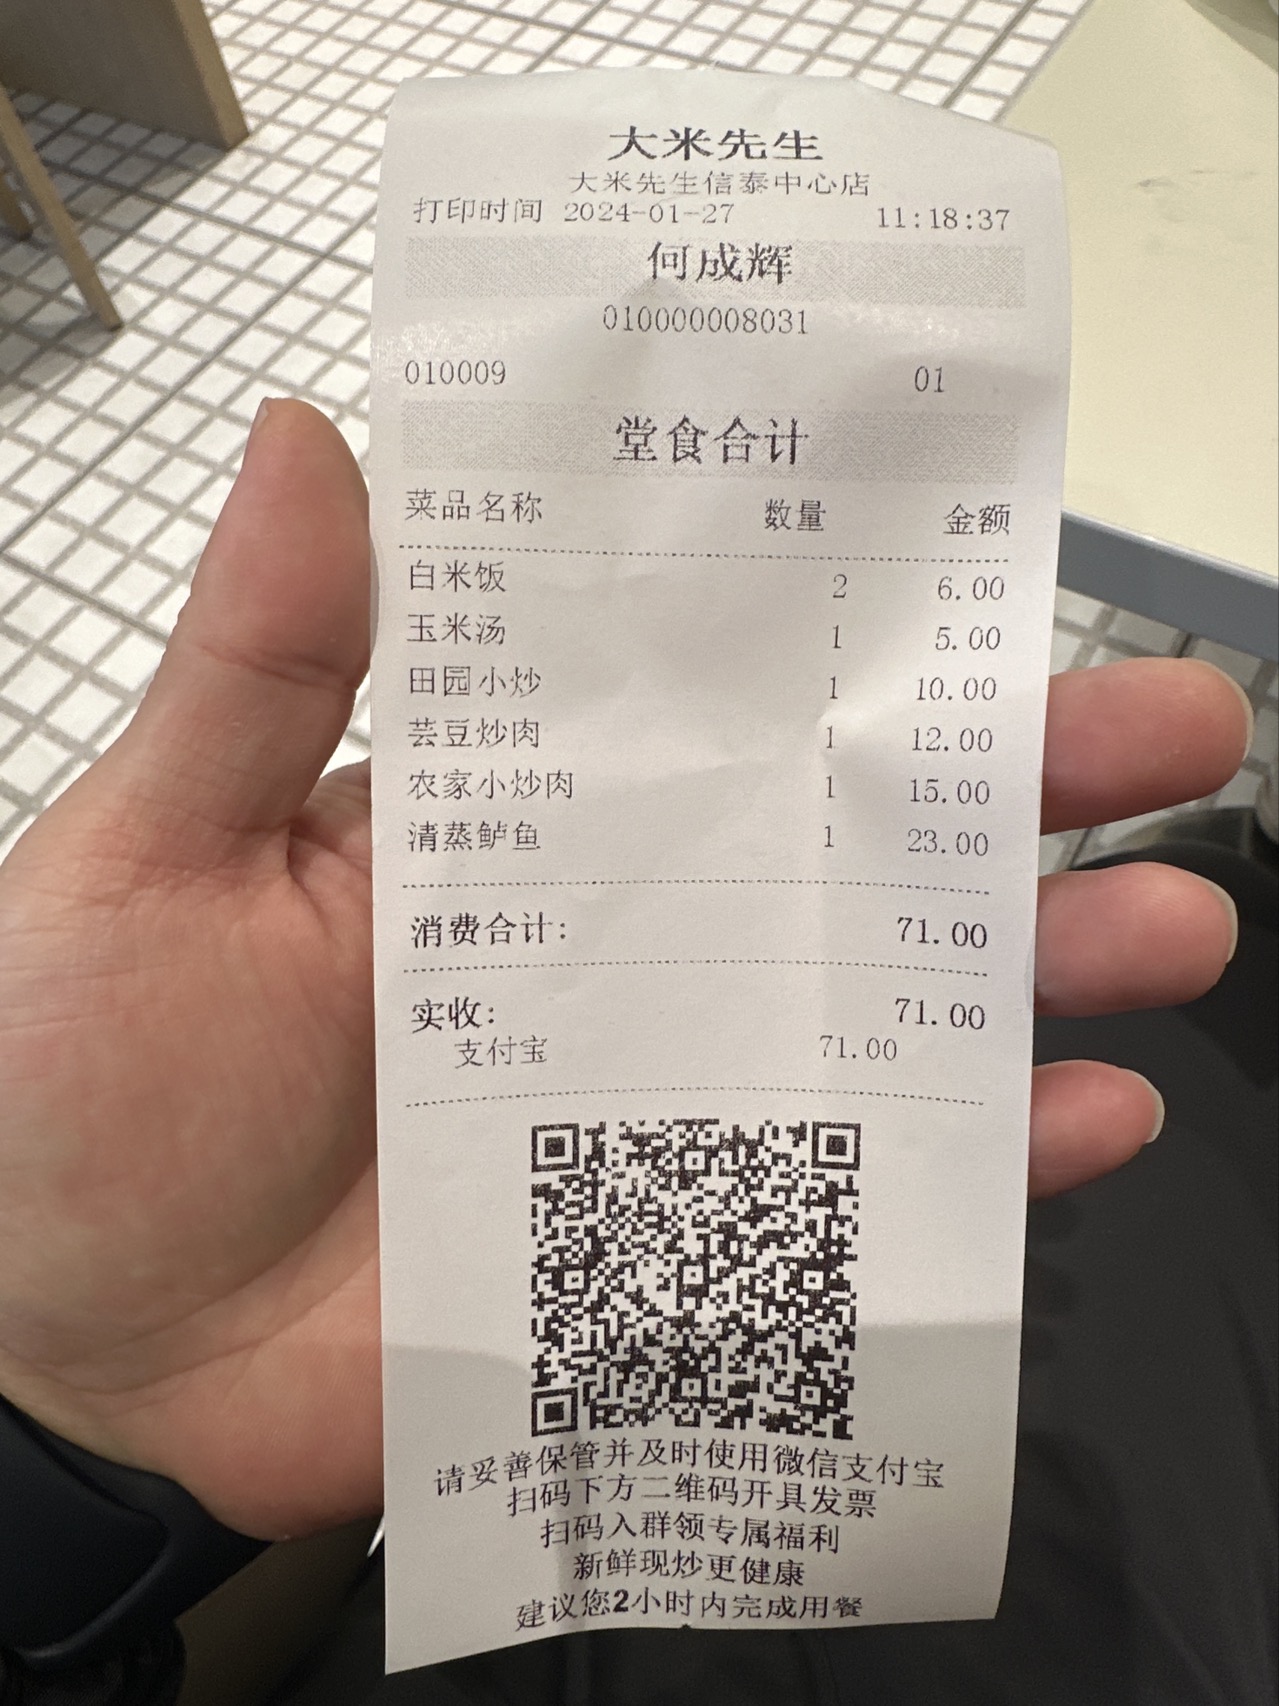 大米先生
大米先生信泰中心店
打印时间 2024-01-27 11:18:37
何成辉
010000008031
010009 01
堂食合计
菜品名称 数量 金额
白米饭 2 6.00
玉米汤 1 5.00
田园小炒 1 10.00
芸豆炒肉 1 12.00
农家小炒肉 1 15.00
清蒸鲈鱼 1 23.00
消费合计: 71.00
实收: 71.00
支付宝 71.00
请妥善保管并及时使用微信支付宝
扫码下方二维码开具发票
扫码入群领专属福利
新鲜现炒更健康
建议您2小时内完成用餐